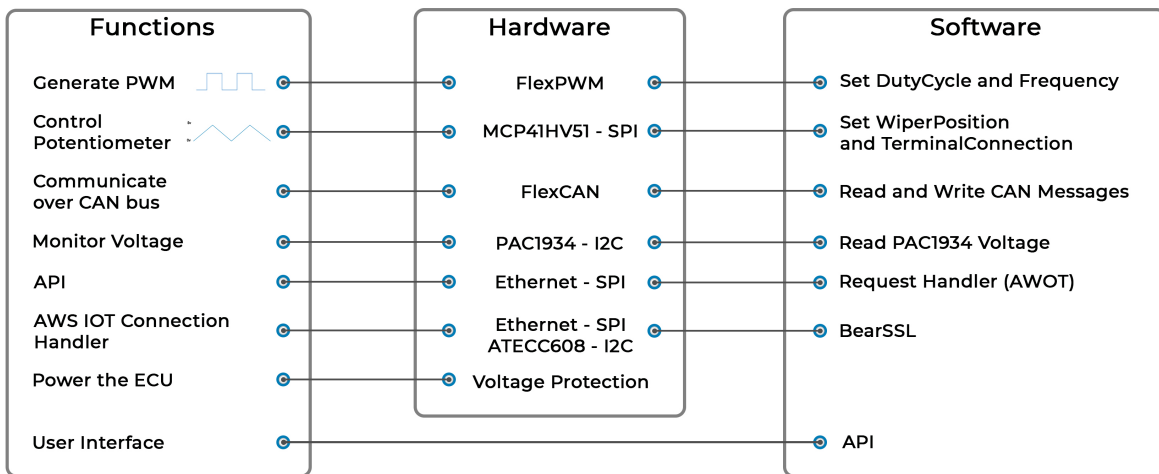 Functions
Hardware
Software
Generate PWM
FlexPWM
Set DutyCycle and Frequency
Control
Potentiometer
MCP41HV51 - SPI
Set WiperPosition
and TerminalConnection
Communicate
over CAN bus
FlexCAN
Read and Write CAN Messages
Monitor Voltage
PAC1934 - I2C
Read PAC1934 Voltage
API
Ethernet - SPI
Request Handler (AWOT)
AWS IOT Connection
Handler
Ethernet - SPI
ATECC608 - I2C
BearSSL
Power the ECU
Voltage Protection
User Interface
API